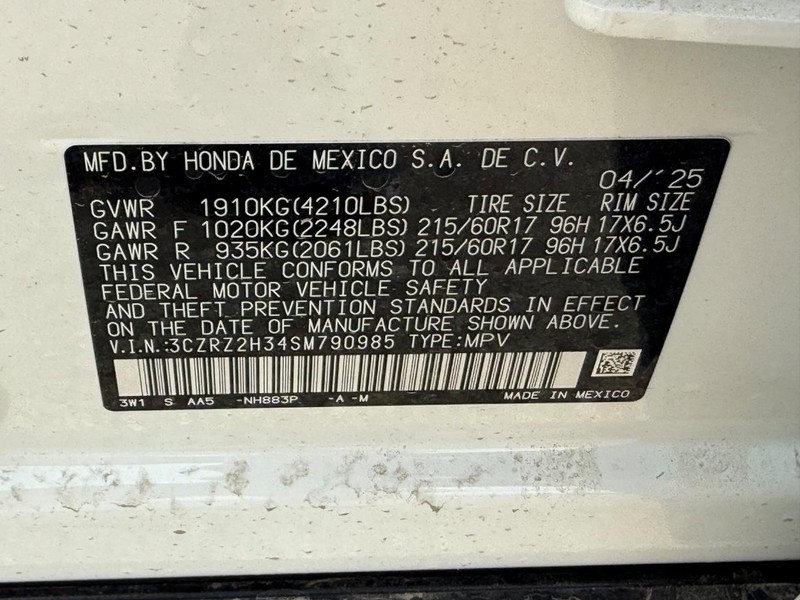 MFD.BY HONDA DE MEXICO S.A. DE C.V.
04/'25
GVWR 1910KG(4210LBS) TIRE SIZE RIM SIZE
GAWR F 1020KG(2248LBS) 215/60R17 96H 17X6.5J
GAWR R 935KG(2061LBS) 215/60R17 96H 17X6.5J
THIS VEHICLE CONFORMS TO ALL APPLICABLE
FEDERAL MOTOR VEHICLE SAFETY
AND THEFT PREVENTION STANDARDS IN EFFECT
ON THE DATE OF MANUFACTURE SHOWN ABOVE.
V.I.N.:3CZRZ2H34SM790985 TYPE:MPV
3W1 S AA5 -NH883P -A -M MADE IN MEXICO